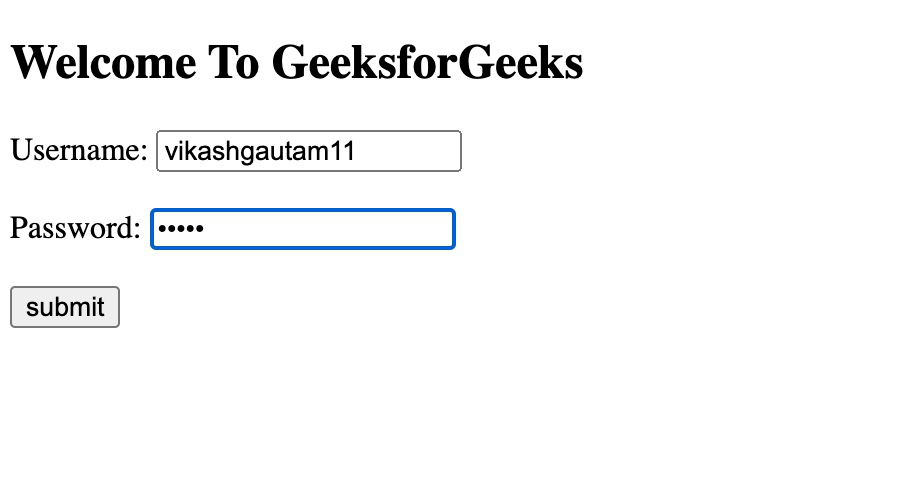 Welcome To GeeksforGeeks
Username: vikashgautam11
Password: •••••
submit